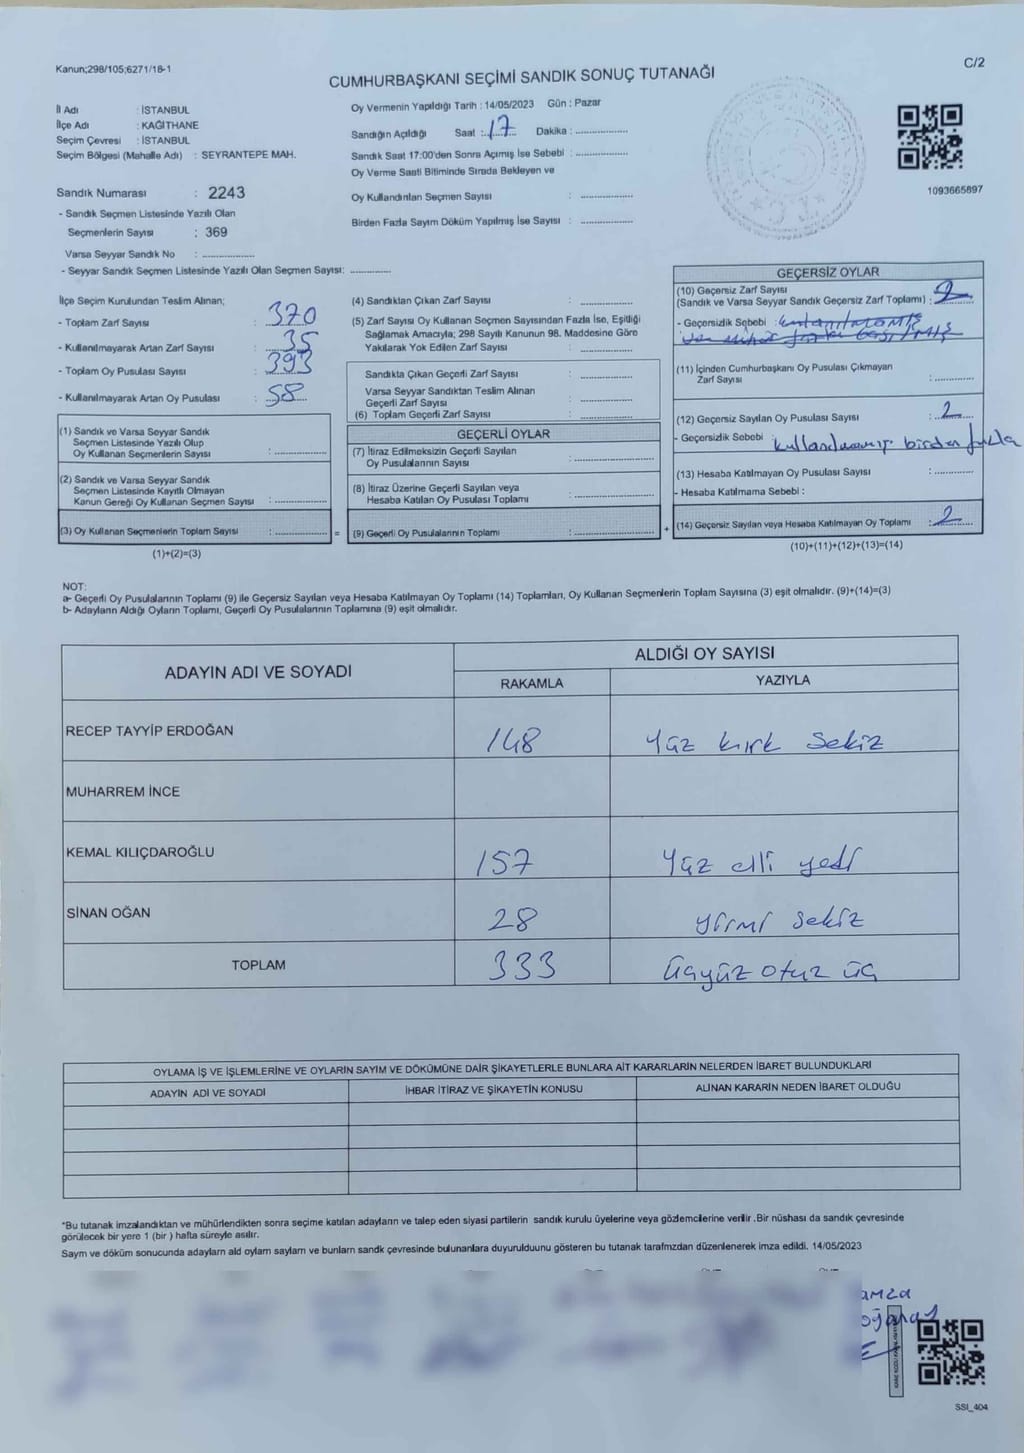 Kanun;298/105;6271/18-1
C/2
CUMHURBAŞKANI SEÇİMİ SANDIK SONUÇ TUTANAĞI
İl Adı : İSTANBUL
İlçe Adı : KAĞITHANE
Seçim Çevresi : İSTANBUL
Seçim Bölgesi (Mahalle Adı) : SEYRANTEPE MAH.
Sandık Numarası : 2243
- Sandık Seçmen Listesinde Yazılı Olan
Seçmenlerin Sayısı : 369
Varsa Seyyar Sandık No : ..................
- Seyyar Sandık Seçmen Listesinde Yazılı Olan Seçmen Sayısı: ..............
Oy Vermenin Yapıldığı Tarih : 14/05/2023 Gün : Pazar
Sandığın Açıldığı Saat : 17 Dakika : ..................
Sandık Saat 17:00'den Sonra Açımış İse Sebebi : ..................
Oy Verme Saati Bitiminde Sırada Bekleyen ve
Oy Kullandırılan Seçmen Sayısı : ..................
Birden Fazla Sayım Döküm Yapılmış İse Sayısı : ..................
1093665897
İlçe Seçim Kurulundan Teslim Alınan;
- Toplam Zarf Sayısı : 370
- Kullanılmayarak Artan Zarf Sayısı : 35
- Toplam Oy Pusulası Sayısı : 393
- Kullanılmayarak Artan Oy Pusulası : 58
(1) Sandık ve Varsa Seyyar Sandık
Seçmen Listesinde Yazılı Olup
Oy Kullanan Seçmenlerin Sayısı : ..................
(2) Sandık ve Varsa Seyyar Sandık
Seçmen Listesinde Kayıtlı Olmayan
Kanun Gereği Oy Kullanan Seçmen Sayısı : ..................
(3) Oy Kullanan Seçmenlerin Toplam Sayısı : ..................
(1)+(2)=(3)
(4) Sandıktan Çıkan Zarf Sayısı : ..................
(5) Zarf Sayısı Oy Kullanan Seçmen Sayısından Fazla İse, Eşitliği
Sağlamak Amacıyla; 298 Sayılı Kanunun 98. Maddesine Göre
Yakılarak Yok Edilen Zarf Sayısı : ..................
Sandıkta Çıkan Geçerli Zarf Sayısı : ..................
Varsa Seyyar Sandıktan Teslim Alınan
Geçerli Zarf Sayısı : ..................
(6) Toplam Geçerli Zarf Sayısı : ..................
=
GEÇERLİ OYLAR
(7) İtiraz Edilmeksizin Geçerli Sayılan
Oy Pusulalarının Sayısı : ..................
(8) İtiraz Üzerine Geçerli Sayılan veya
Hesaba Katılan Oy Pusulası Toplamı : ..................
(9) Geçerli Oy Pusulalarının Toplamı : ..................
+
GEÇERSİZ OYLAR
(10) Geçersiz Zarf Sayısı
(Sandık ve Varsa Seyyar Sandık Geçersiz Zarf Toplamı) : 2
- Geçersizlik Sebebi :
(11) İçinden Cumhurbaşkanı Oy Pusulası Çıkmayan
Zarf Sayısı : ..................
(12) Geçersiz Sayılan Oy Pusulası Sayısı : 2
- Geçersizlik Sebebi : kullanılmamış birden fazla
(13) Hesaba Katılmayan Oy Pusulası Sayısı : ..................
- Hesaba Katılmama Sebebi :
(14) Geçersiz Sayılan veya Hesaba Katılmayan Oy Toplamı : 2
(10)+(11)+(12)+(13)=(14)
NOT:
a- Geçerli Oy Pusulalarının Toplamı (9) ile Geçersiz Sayılan veya Hesaba Katılmayan Oy Toplamı (14) Toplamları, Oy Kullanan Seçmenlerin Toplam Sayısına (3) eşit olmalıdır. (9)+(14)=(3)
b- Adayların Aldığı Oyların Toplamı, Geçerli Oy Pusulalarının Toplamına (9) eşit olmalıdır.
ADAYIN ADI VE SOYADI
ALDIĞI OY SAYISI
RAKAMLA YAZIYLA
RECEP TAYYİP ERDOĞAN 148 Yüz kırk sekiz
MUHARREM İNCE
KEMAL KILIÇDAROĞLU 157 Yüz elli yedi
SİNAN OĞAN 28 yirmi sekiz
TOPLAM 333 üçyüz otuz üç
OYLAMA İŞ VE İŞLEMLERİNE VE OYLARIN SAYIM VE DÖKÜMÜNE DAİR ŞİKAYETLERLE BUNLARA AİT KARARLARIN NELERDEN İBARET BULUNDUKLARI
ADAYIN ADI VE SOYADI İHBAR İTİRAZ VE ŞİKAYETİN KONUSU ALINAN KARARIN NEDEN İBARET OLDUĞU
*Bu tutanak imzalandıktan ve mühürlendikten sonra seçime katılan adayların ve talep eden siyasi partilerin sandık kurulu üyelerine veya gözlemcilerine verilir .Bir nüshası da sandık çevresinde
görülecek bir yere 1 (bir ) hafta süreyle asılır.
Saym ve döküm sonucunda adaylarn ald oylarn saylarn ve bunlarn sandk çevresinde bulunanlara duyurulduunu gösteren bu tutanak tarafmzdan düzenlenerek imza edildi. 14/05/2023
SSI_404